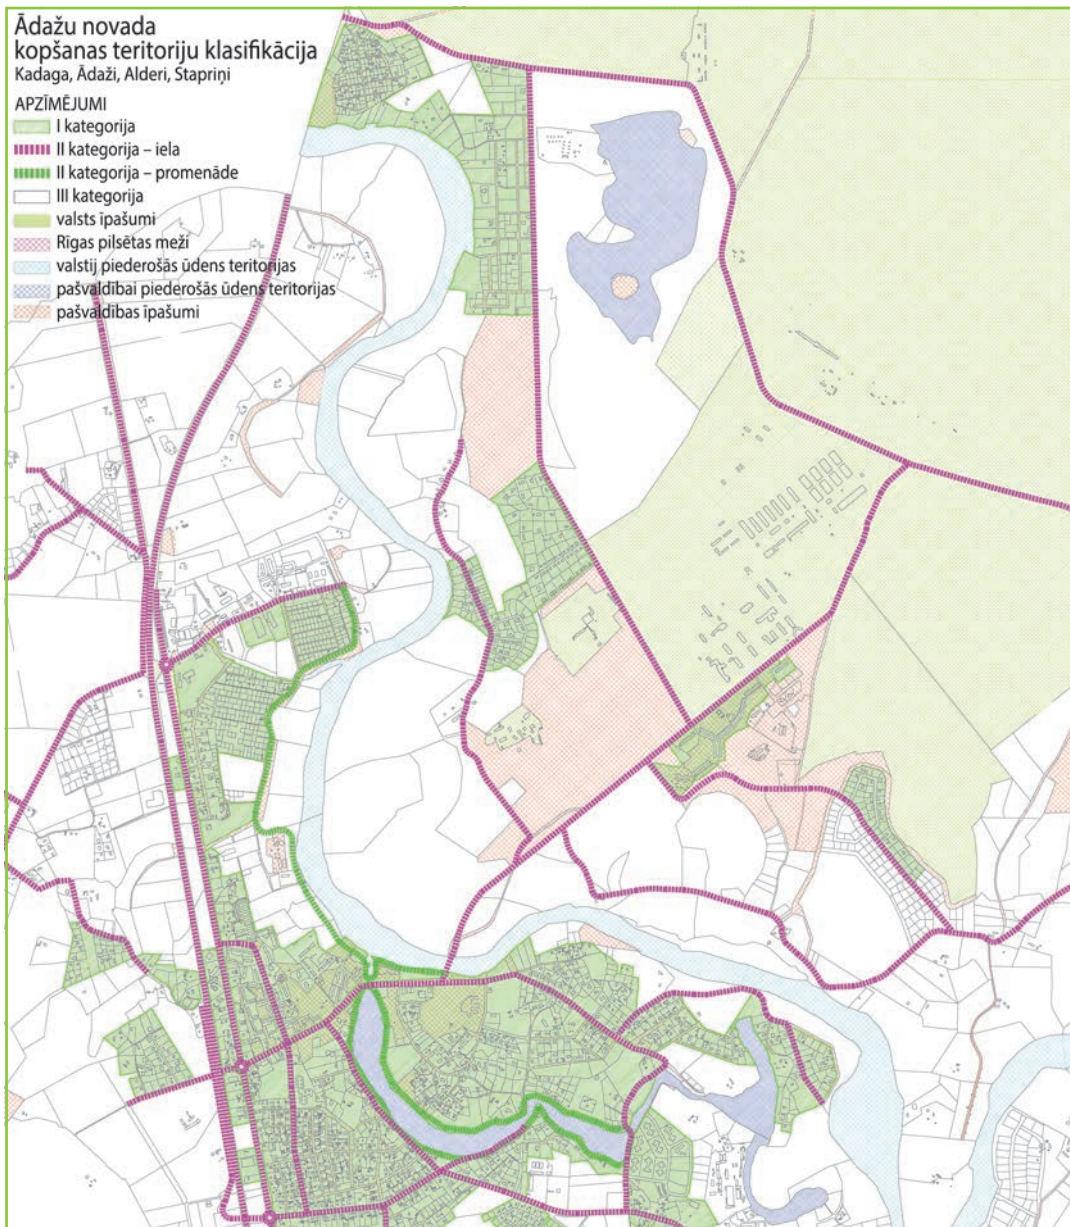 Ādažu novada
kopšanas teritoriju klasifikācija
Kadaga, Ādaži, Alderi, Stapriņi
APZĪMĒJUMI
I kategorija
II kategorija – iela
II kategorija – promenāde
III kategorija
valsts īpašumi
Rīgas pilsētas meži
valstij piederošās ūdens teritorijas
pašvaldībai piederošās ūdens teritorijas
pašvaldības īpašumi